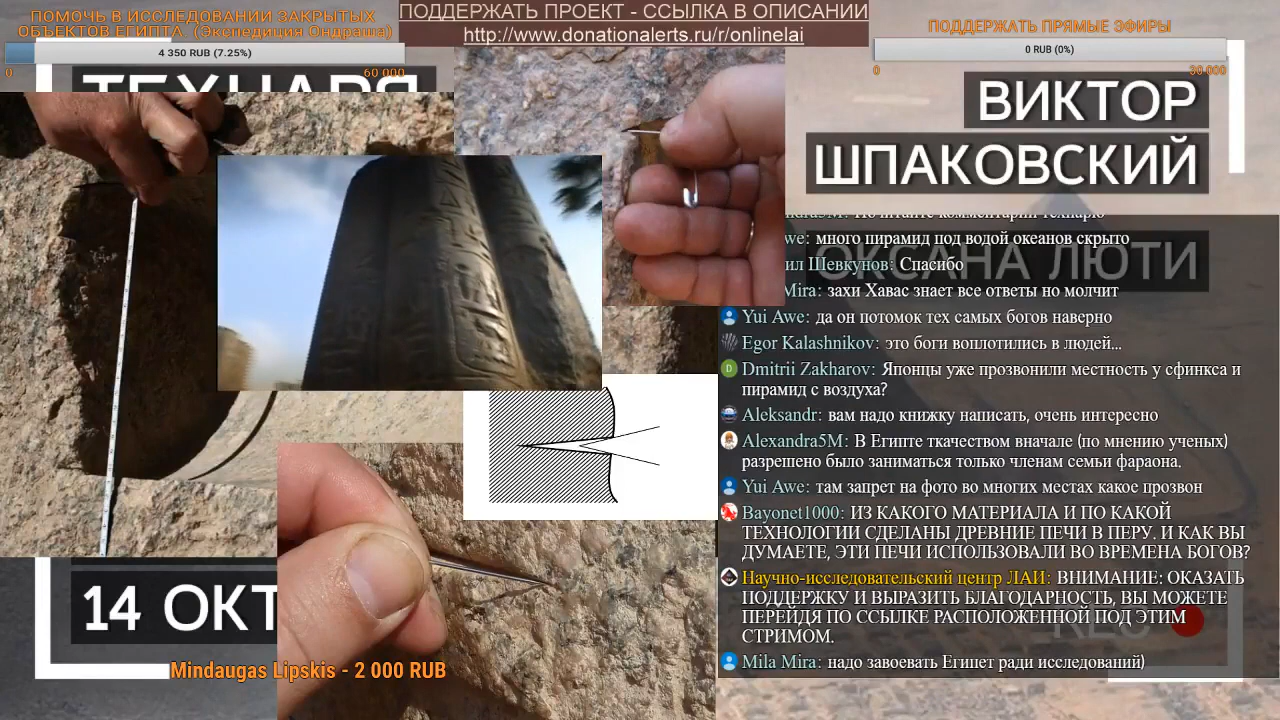 ПОМОЧЬ В ИССЛЕДОВАНИИ ЗАКРЫТЫХ
ОБЪЕКТОВ ЕГИПТА. (Экспедиция Ондраша)
4 350 RUB (7.25%)
0
60 000
ПОДДЕРЖАТЬ ПРОЕКТ - ССЫЛКА В ОПИСАНИИ
http://www.donationalerts.ru/r/onlinelai
ПОДДЕРЖАТЬ ПРЯМЫЕ ЭФИРЫ
0 RUB (0%)
0
30 000
ТЕХНАРЯ
ВИКТОР
ШПАКОВСКИЙ
ОКСАНА ЛЮТИ
we: много пирамид под водой океанов скрыто
ил Шевкунов: Спасибо
Mira: захи Хавас знает все ответы но молчит
Yui Awe: да он потомок тех самых богов наверно
Egor Kalashnikov: это боги воплотились в людей...
Dmitrii Zakharov: Японцы уже прозвонили местность у сфинкса и
пирамид с воздуха?
Aleksandr: вам надо книжку написать, очень интересно
Alexandra5M: В Египте ткачеством вначале (по мнению ученых)
разрешено было заниматься только членам семьи фараона.
Yui Awe: там запрет на фото во многих местах какое прозвон
Bayonet1000: ИЗ КАКОГО МАТЕРИАЛА И ПО КАКОЙ
ТЕХНОЛОГИИ СДЕЛАНЫ ДРЕВНИЕ ПЕЧИ В ПЕРУ. И КАК ВЫ
ДУМАЕТЕ, ЭТИ ПЕЧИ ИСПОЛЬЗОВАЛИ ВО ВРЕМЕНА БОГОВ?
Научно-исследовательский центр ЛАИ: ВНИМАНИЕ: ОКАЗАТЬ
ПОДДЕРЖКУ И ВЫРАЗИТЬ БЛАГОДАРНОСТЬ, ВЫ МОЖЕТЕ
ПЕРЕЙДЯ ПО ССЫЛКЕ РАСПОЛОЖЕННОЙ ПОД ЭТИМ
СТРИМОМ.
REC
Mila Mira: надо завоевать Египет ради исследований)
14 ОКТ
Mindaugas Lipskis - 2 000 RUB